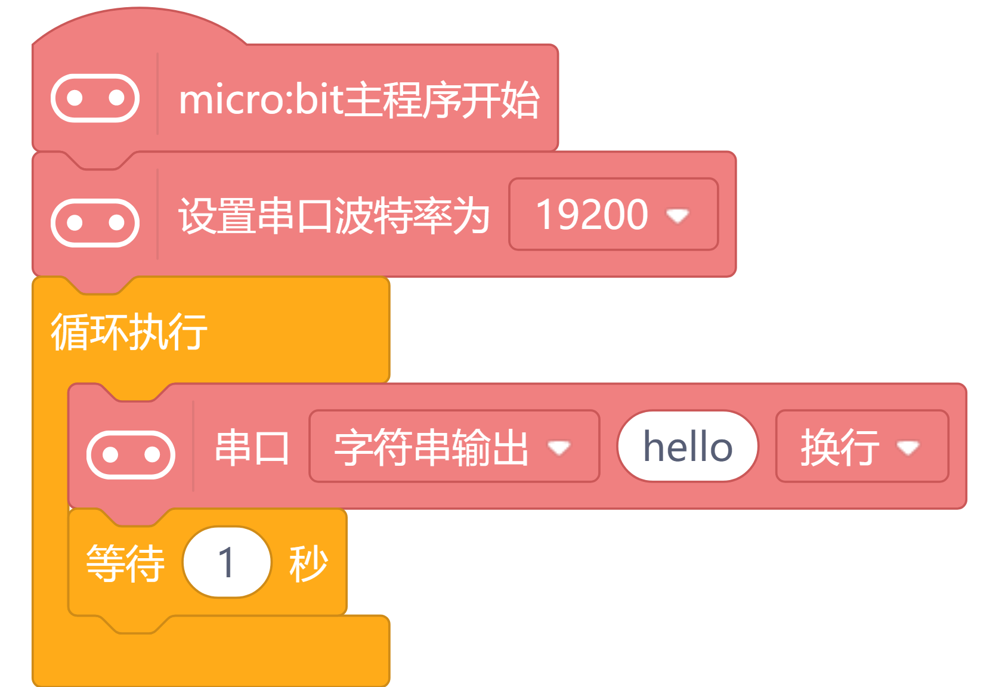 micro:bit主程序开始
设置串口波特率为 19200
循环执行
串口 字符串输出 hello 换行
等待 1 秒